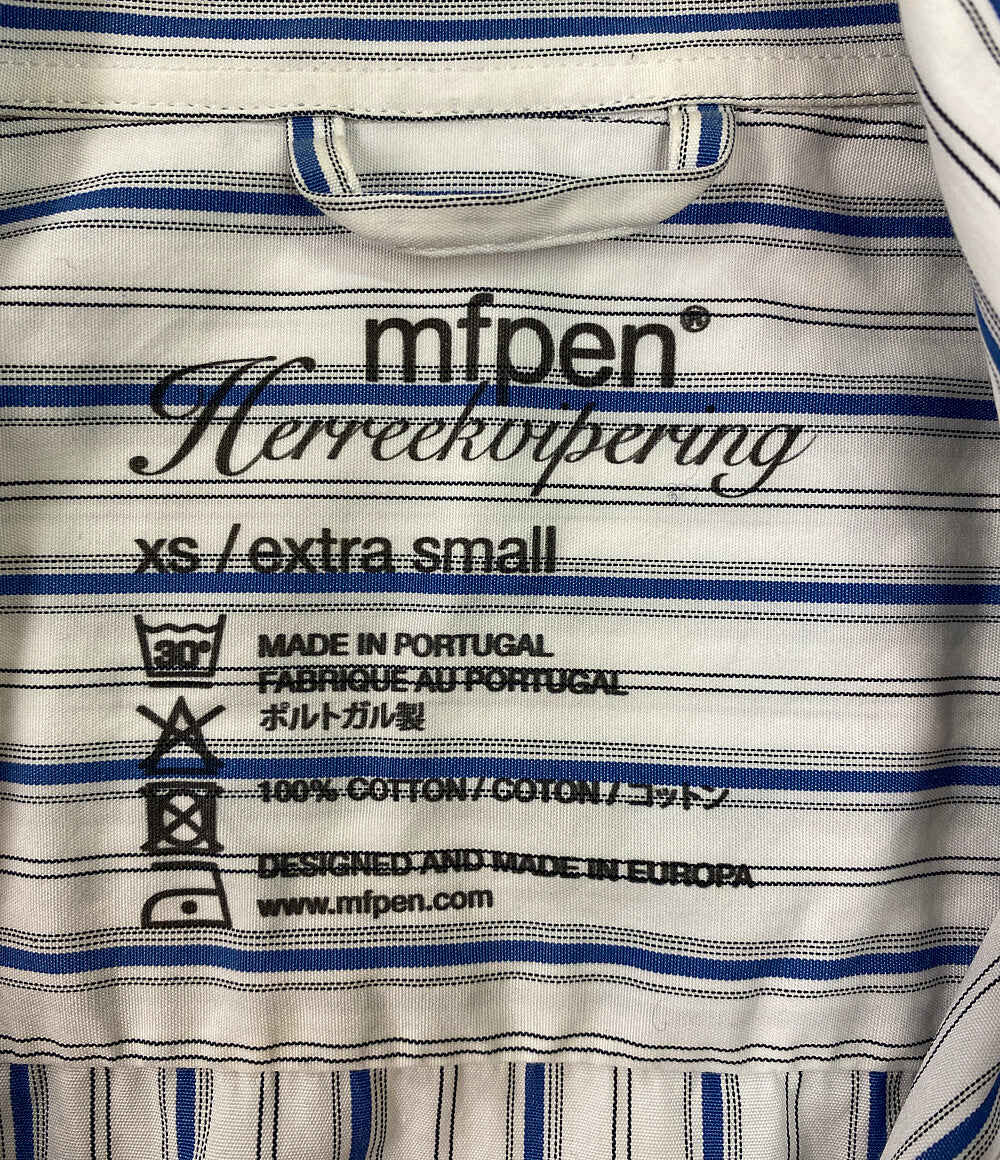 mfpen®
Herreekvipering
xs / extra small
30°
MADE IN PORTUGAL
FABRIQUE AU PORTUGAL
ポルトガル製
100% COTTON / COTON / コットン
DESIGNED AND MADE IN EUROPA
www.mfpen.com